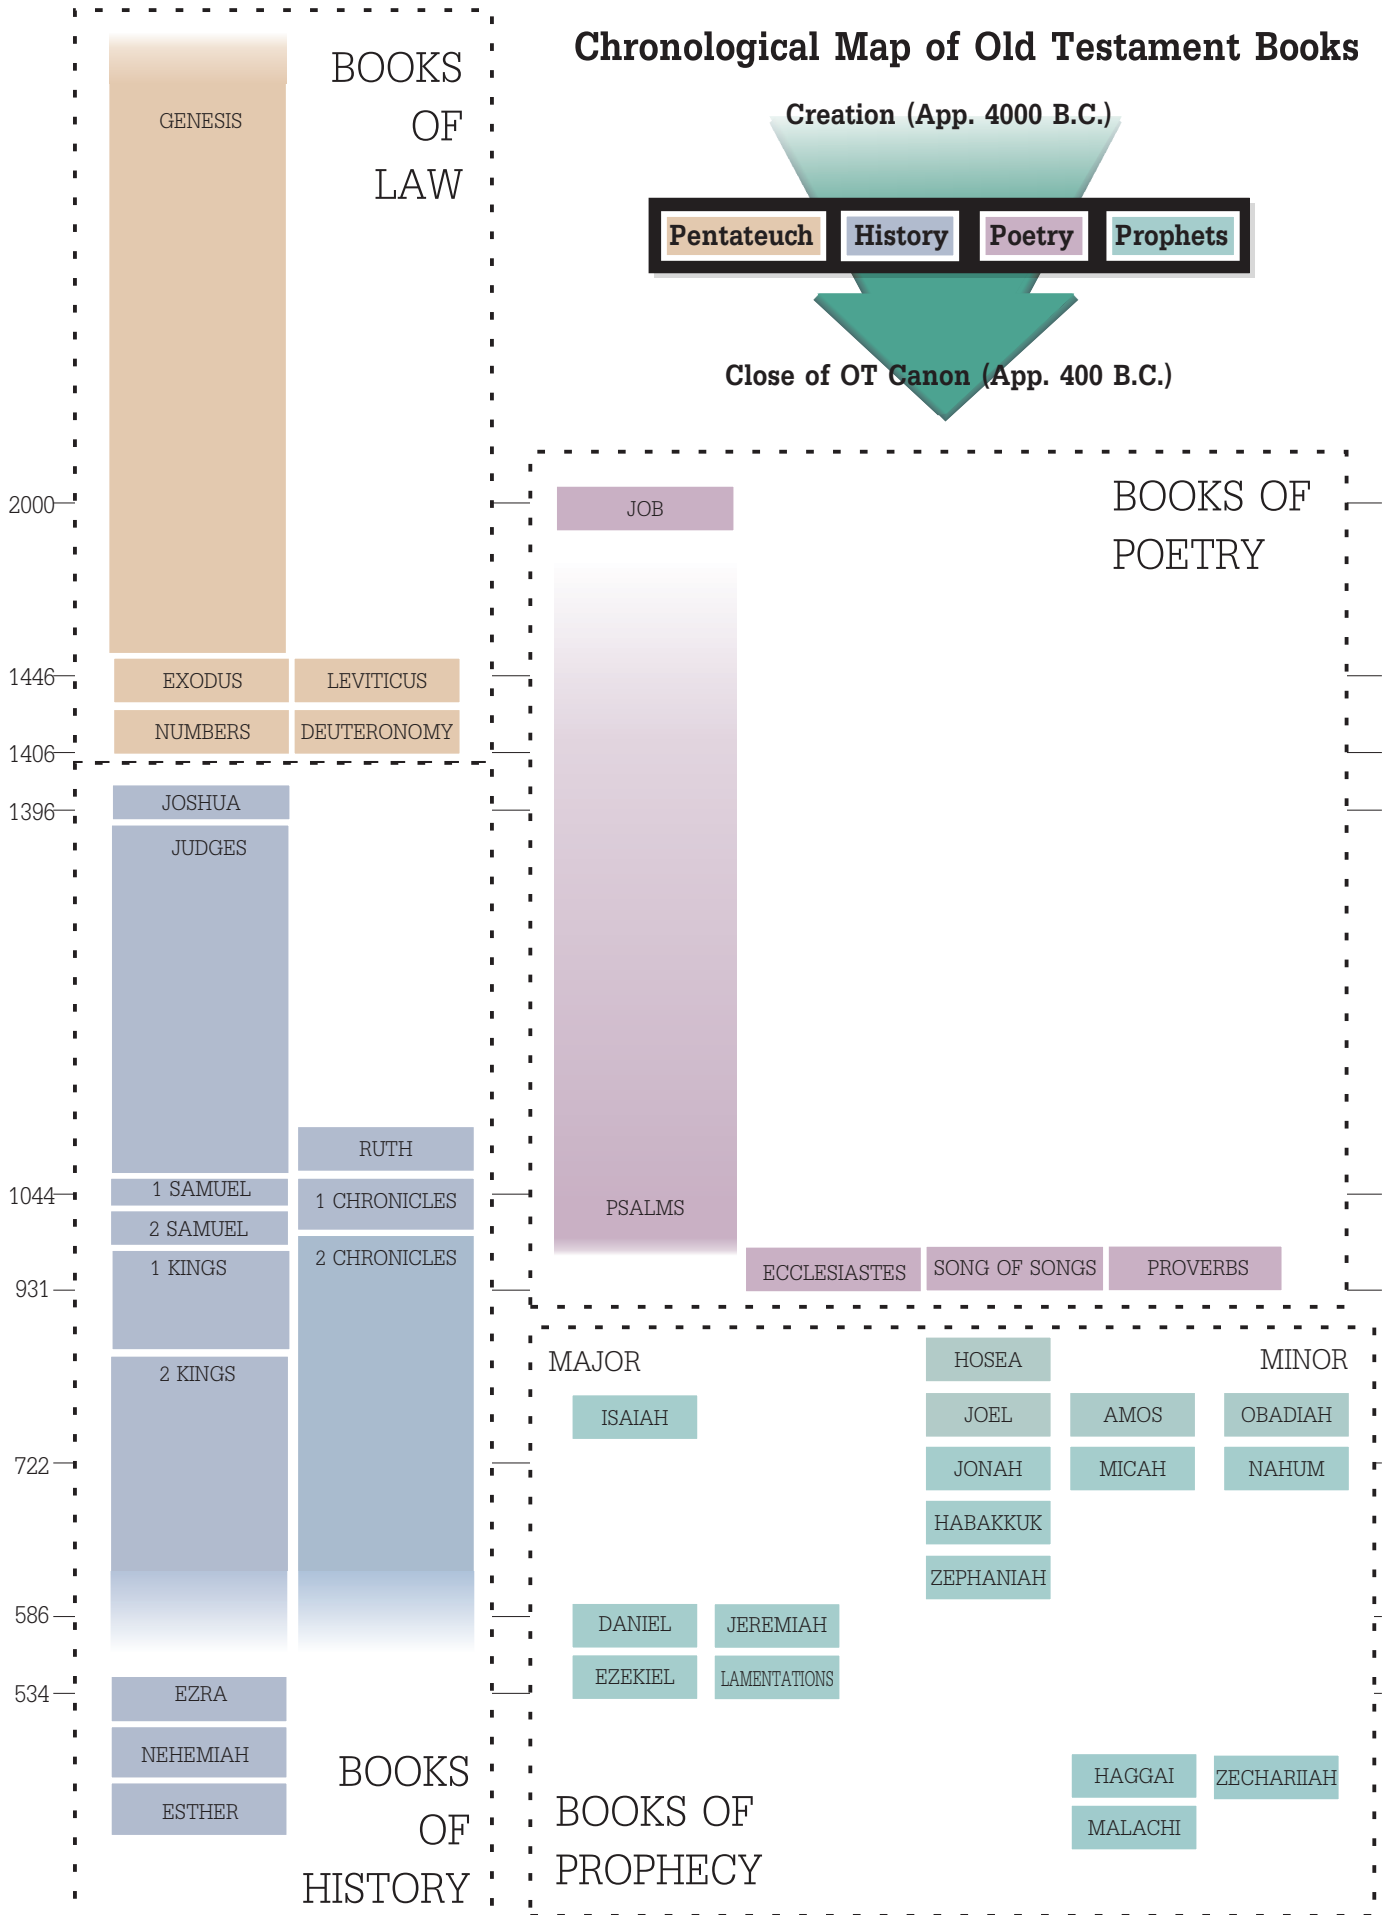 Chronological Map of Old Testament Books
Creation (App. 4000 B.C.)
Pentateuch History Poetry Prophets
Close of OT Canon (App. 400 B.C.)
BOOKS
OF
LAW
GENESIS
2000
1446
EXODUS LEVITICUS
NUMBERS DEUTERONOMY
1406
JOSHUA
1396
JUDGES
RUTH
1044
1 SAMUEL
1 CHRONICLES
2 SAMUEL
2 CHRONICLES
1 KINGS
931
2 KINGS
722
586
534
EZRA
NEHEMIAH
ESTHER
BOOKS
OF
HISTORY
BOOKS OF
POETRY
JOB
PSALMS
ECCLESIASTES SONG OF SONGS PROVERBS
MAJOR
MINOR
HOSEA
ISAIAH
JOEL AMOS OBADIAH
JONAH MICAH NAHUM
HABAKKUK
ZEPHANIAH
DANIEL JEREMIAH
EZEKIEL LAMENTATIONS
HAGGAI ZECHARIIAH
MALACHI
BOOKS OF
PROPHECY